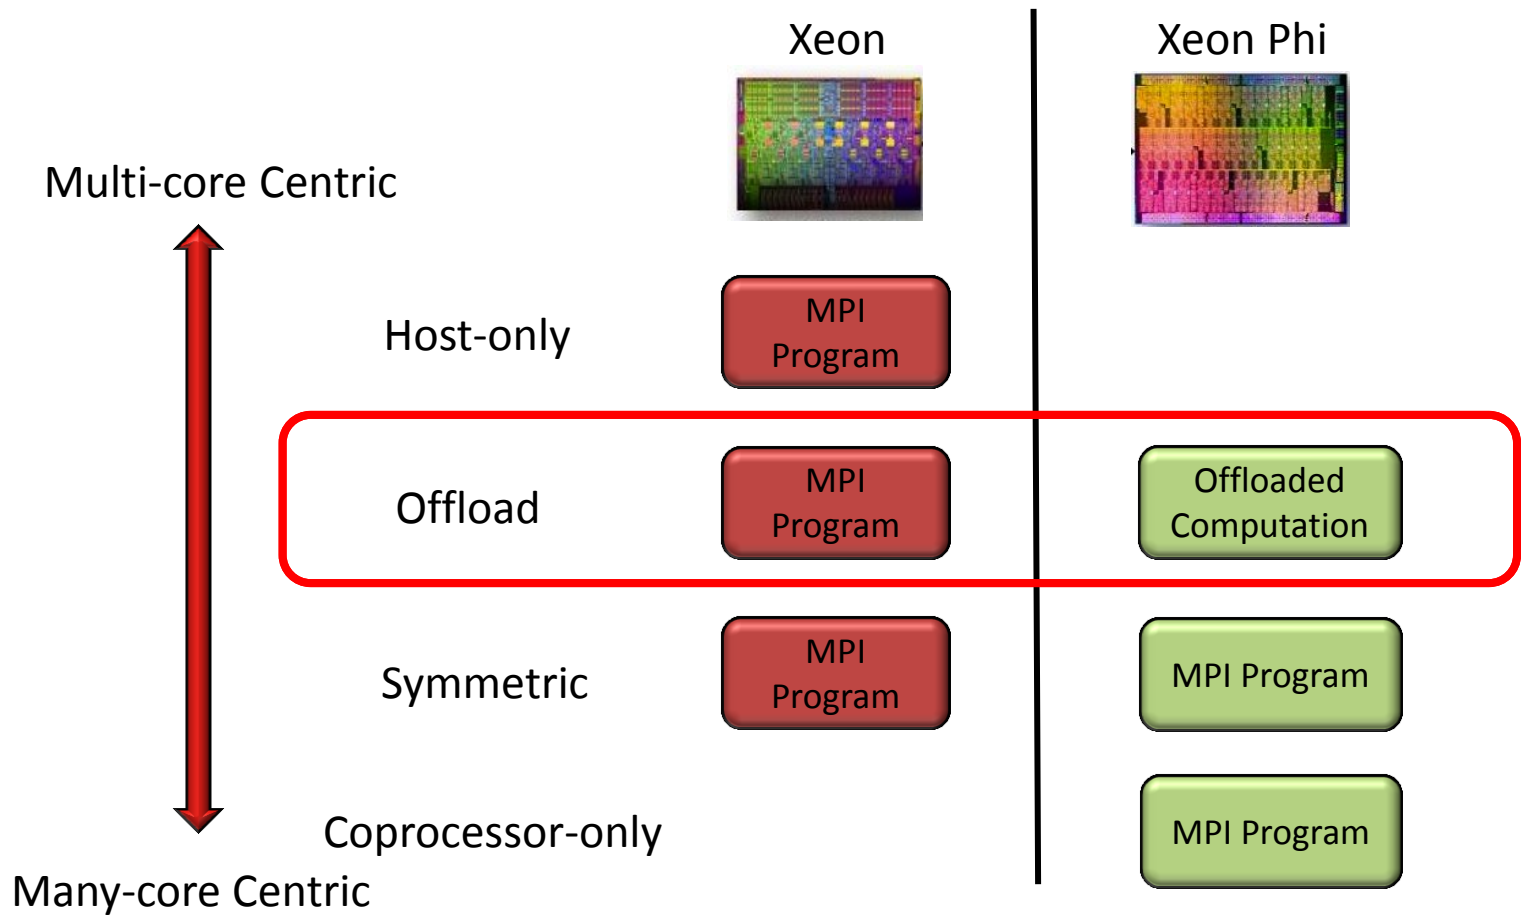 Xeon
Xeon Phi
Multi-core Centric
Host-only
MPI
Program
Offload
MPI
Program
Offloaded
Computation
Symmetric
MPI
Program
MPI Program
Coprocessor-only
MPI Program
Many-core Centric